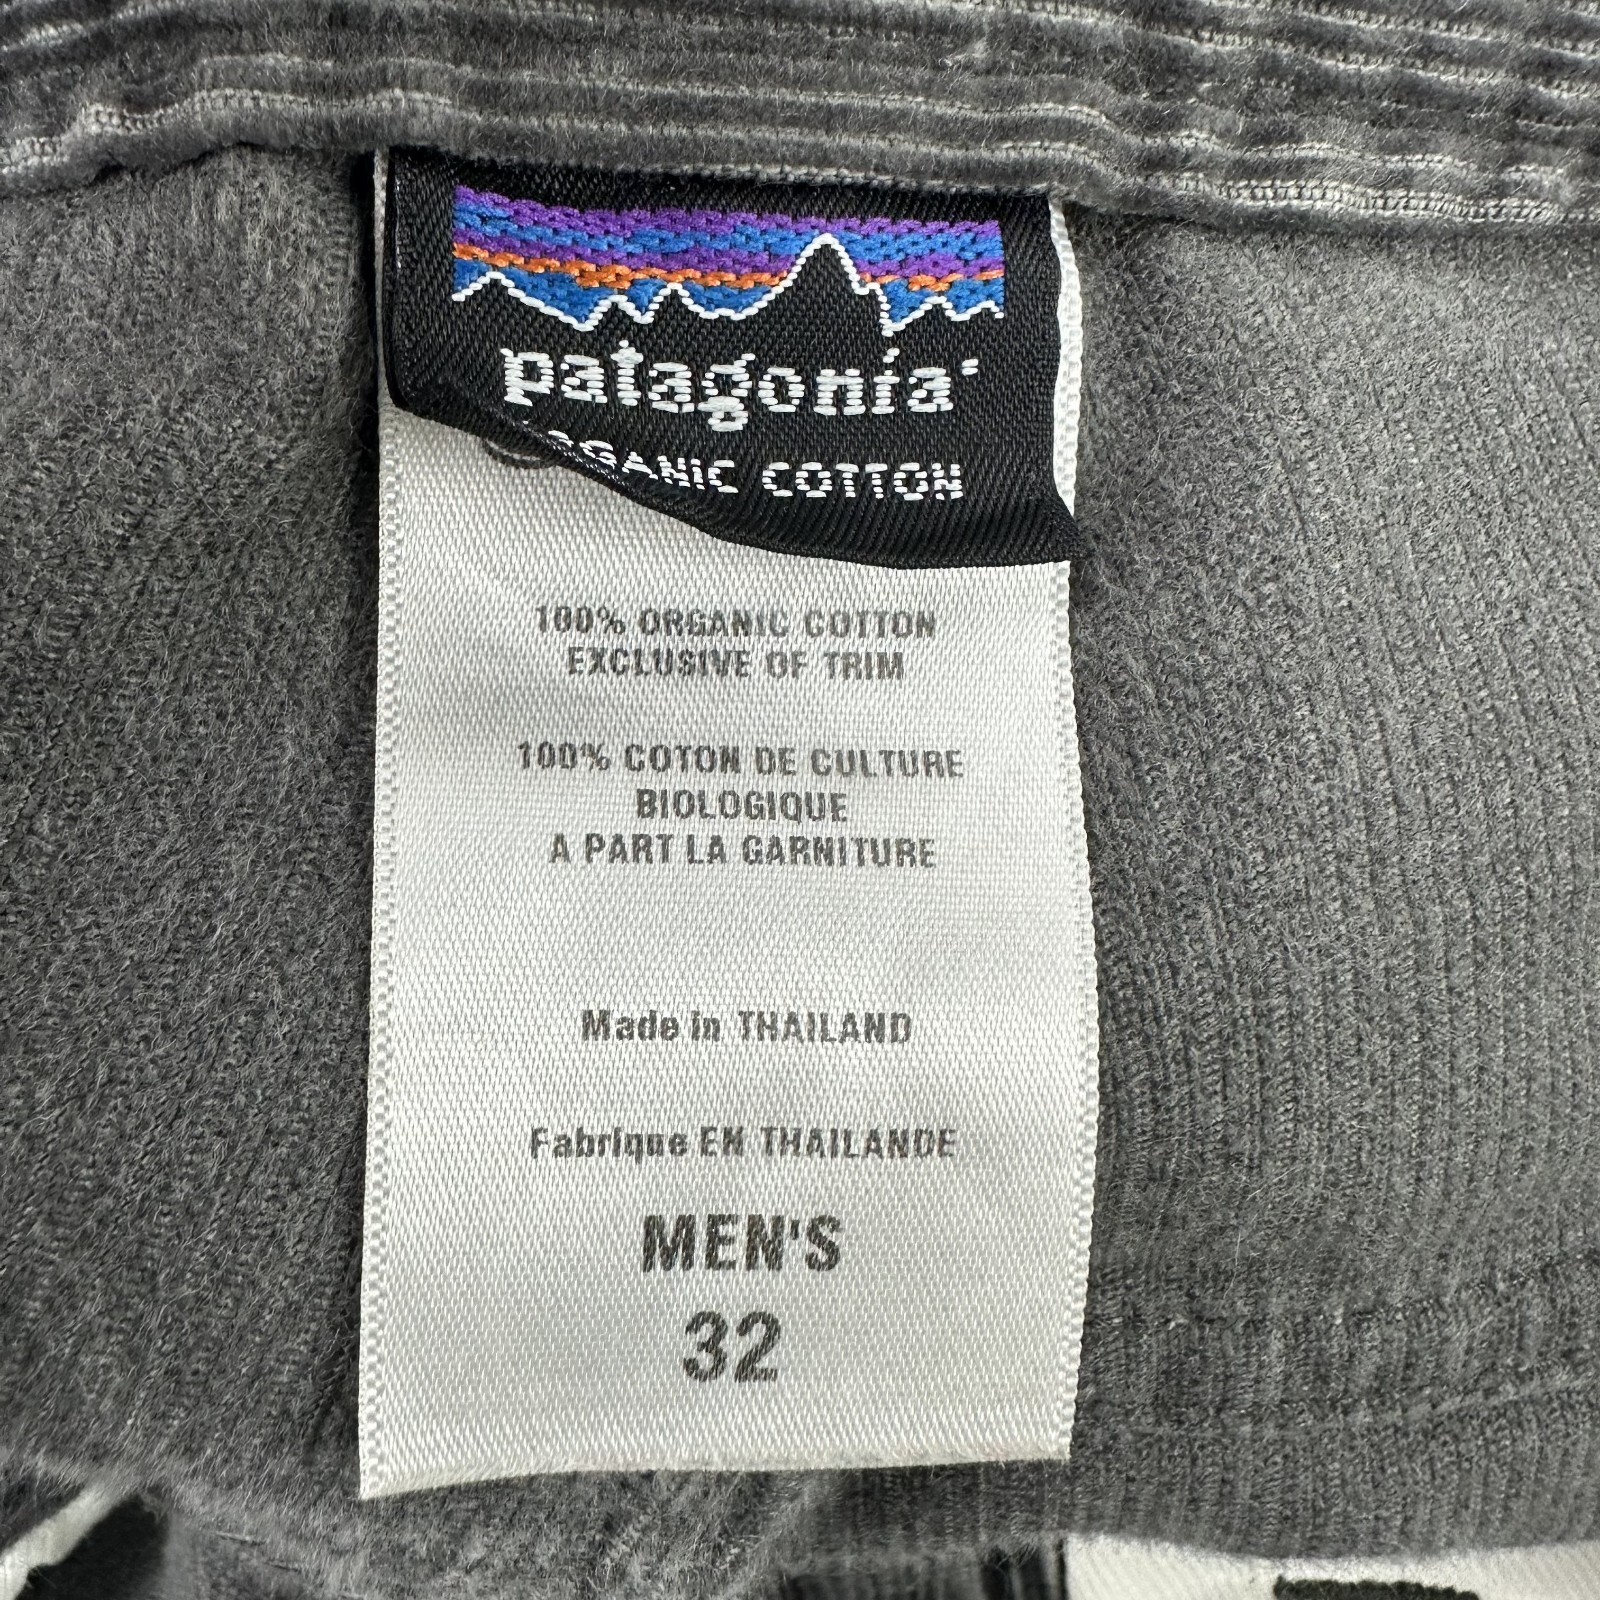 patagonia
ORGANIC COTTON
100% ORGANIC COTTON
EXCLUSIVE OF TRIM
100% COTON DE CULTURE
BIOLOGIQUE
A PART LA GARNITURE
Made in THAILAND
Fabrique EN THAILANDE
MEN'S
32